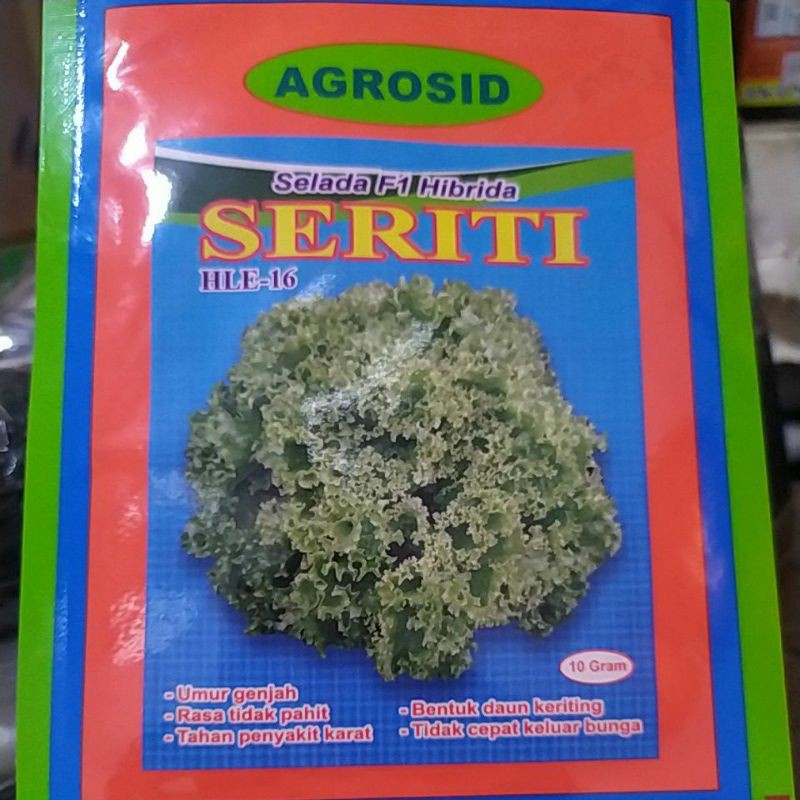 AGROSID
Selada F1 Hibrida
SERITI
HLE-16
10 Gram
- Umur genjah
- Rasa tidak pahit
- Tahan penyakit karat
- Bentuk daun keriting
- Tidak cepat keluar bunga